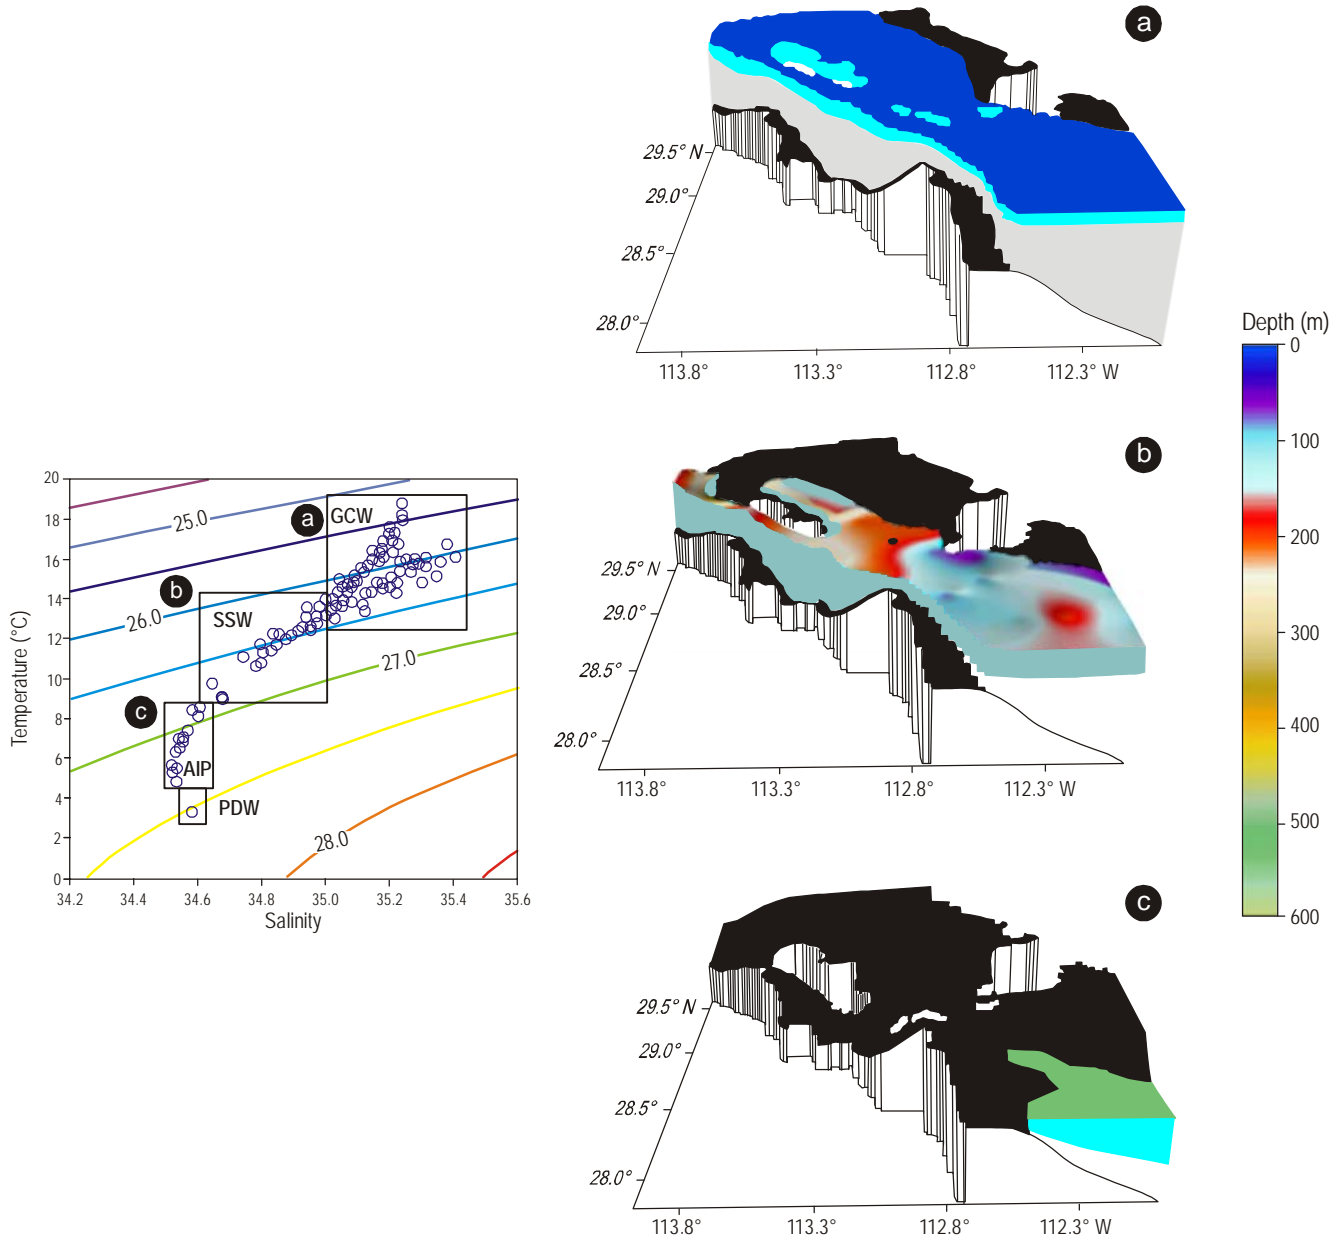 a
29.5° N
29.0°
28.5°
28.0°
113.8°
113.3°
112.8°
112.3° W
Depth (m)
0
100
200
300
400
500
600
b
29.5° N
29.0°
28.5°
28.0°
113.8°
113.3°
112.8°
112.3° W
20
18
16
14
12
10
8
6
4
2
0
Temperature (°C)
25.0
26.0
27.0
28.0
a
GCW
b
SSW
c
AIP
PDW
34.2
34.4
34.6
34.8
35.0
35.2
35.4
35.6
Salinity
c
29.5° N
29.0°
28.5°
28.0°
113.8°
113.3°
112.8°
112.3° W